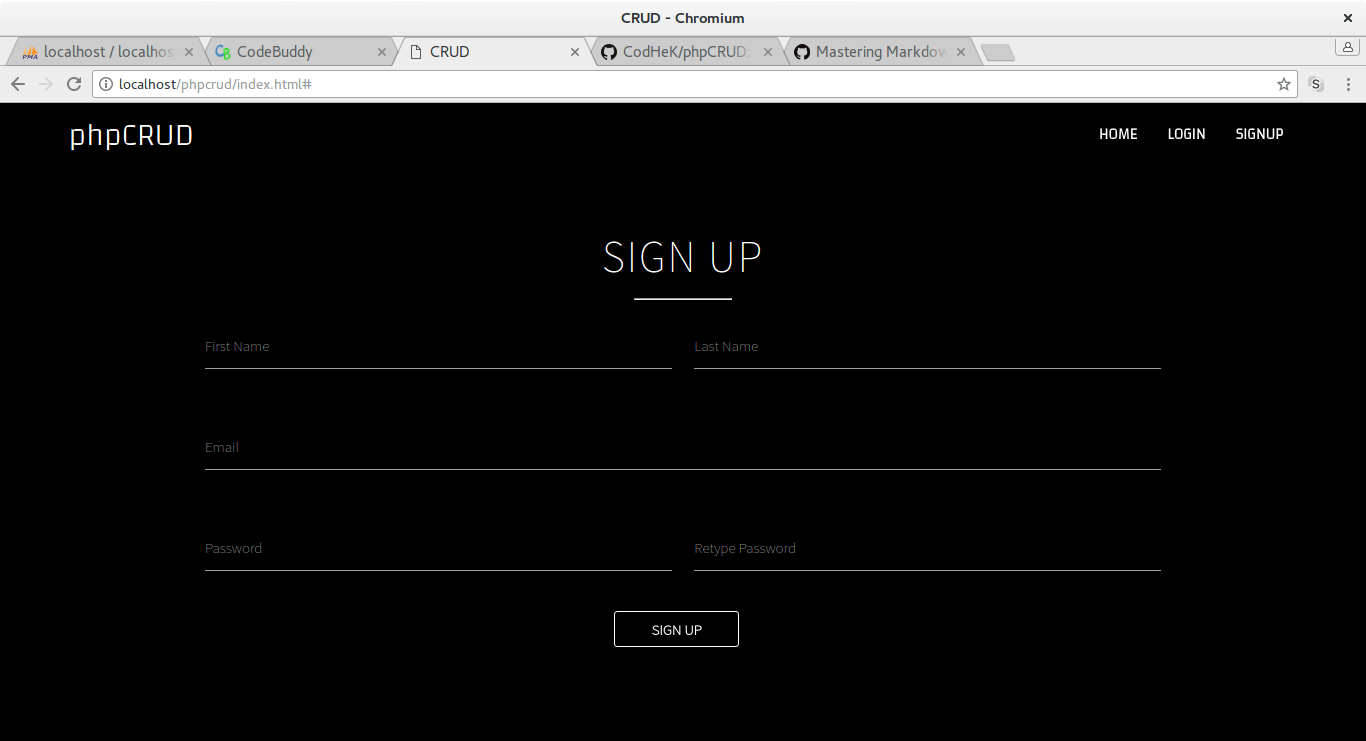 CRUD - Chromium
localhost / localhos
CodeBuddy
CRUD
CodHeK/phpCRUD:
Mastering Markdow
localhost/phpcrud/index.html#
S
phpCRUD
HOME LOGIN SIGNUP
SIGN UP
First Name Last Name
Email
Password Retype Password
SIGN UP